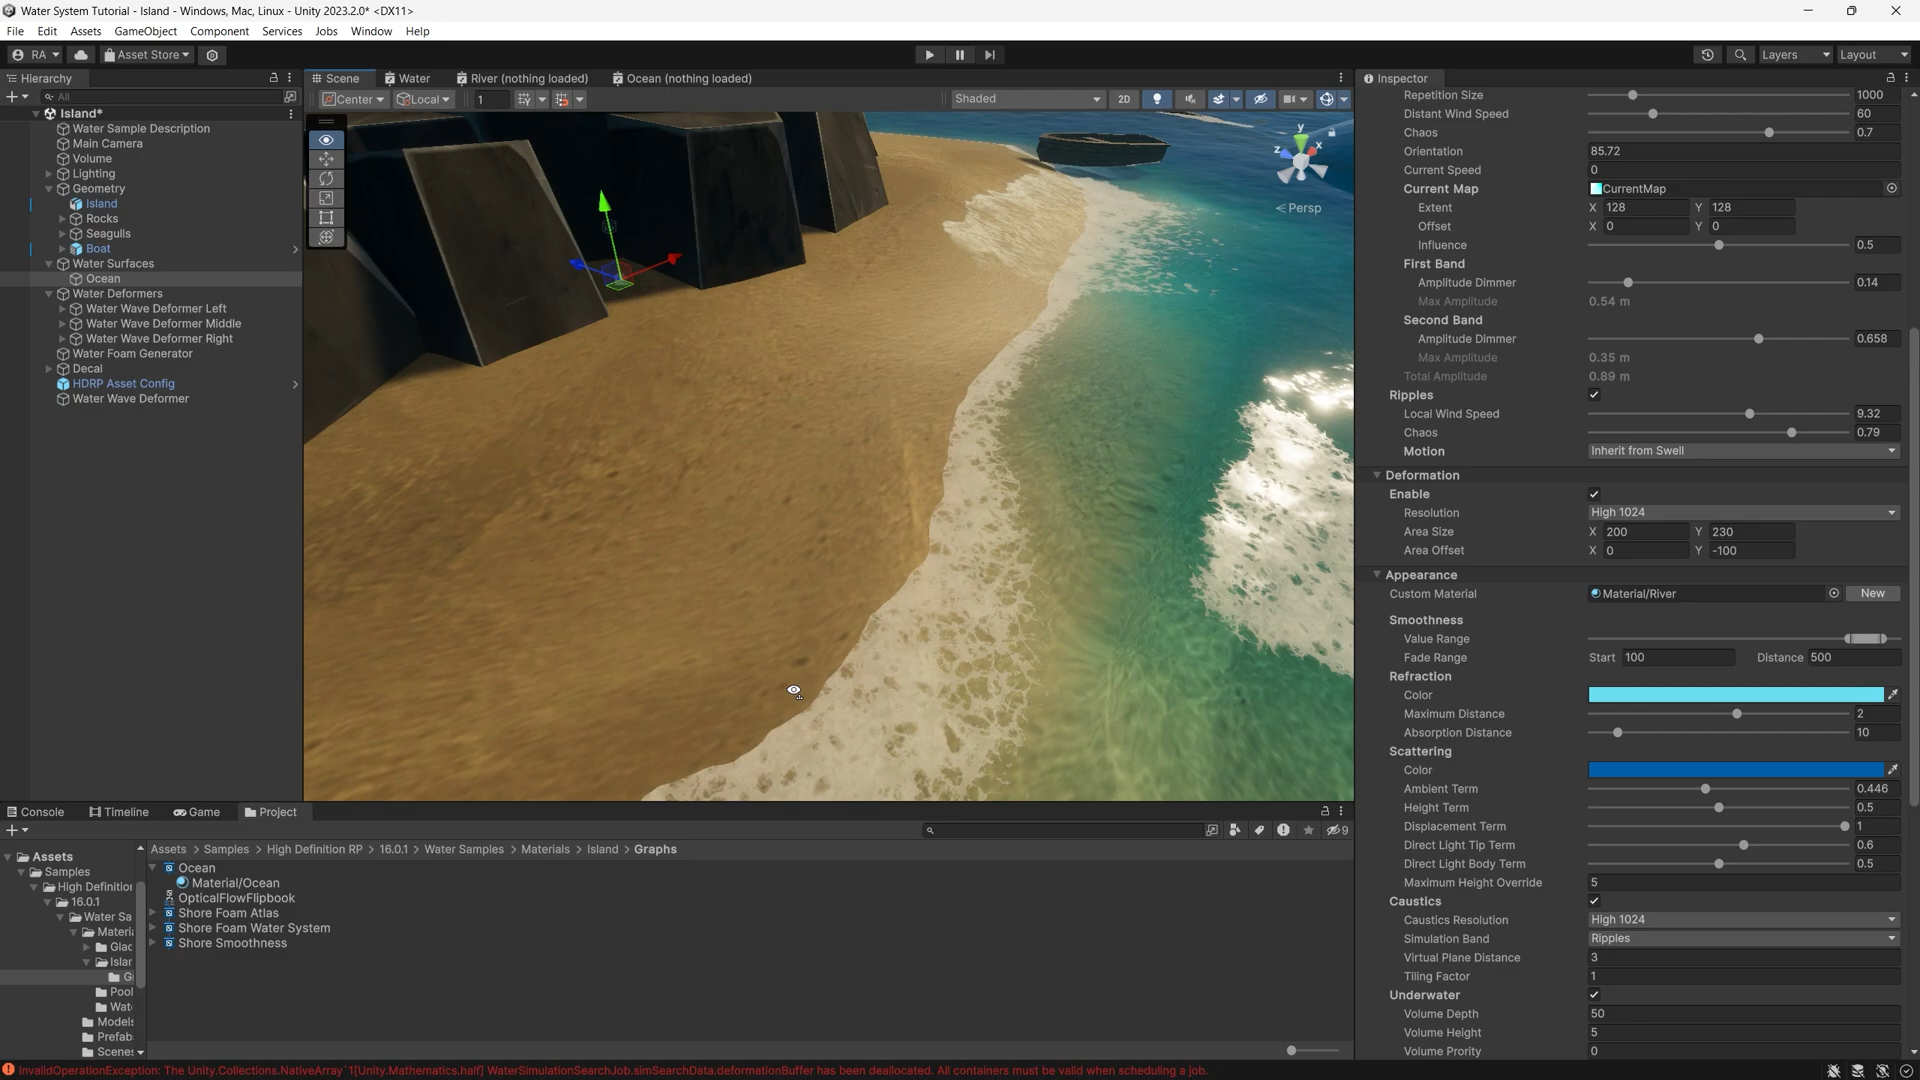 Water System Tutorial - Island - Windows, Mac, Linux - Unity 2023.2.0* <DX11>
File Edit Assets GameObject Component Services Jobs Window Help
RA Asset Store Layers Layout
Hierarchy
All
Island*
Water Sample Description
Main Camera
Volume
Lighting
Geometry
Island
Rocks
Seagulls
Boat
Water Surfaces
Ocean
Water Deformers
Water Wave Deformer Left
Water Wave Deformer Middle
Water Wave Deformer Right
Water Foam Generator
Decal
HDRP Asset Config
Water Wave Deformer
Scene Water River (nothing loaded) Ocean (nothing loaded)
Center Local 1 Shaded 2D
y
z x
< Persp
Inspector
Repetition Size 1000
Distant Wind Speed 60
Chaos 0.7
Orientation 85.72
Current Speed 0
Current Map CurrentMap
Extent X 128 Y 128
Offset X 0 Y 0
Influence 0.5
First Band
Amplitude Dimmer 0.14
Max Amplitude 0.54 m
Second Band
Amplitude Dimmer 0.658
Max Amplitude 0.35 m
Total Amplitude 0.89 m
Ripples
Local Wind Speed 9.32
Chaos 0.79
Motion Inherit from Swell
Deformation
Enable
Resolution High 1024
Area Size X 200 Y 230
Area Offset X 0 Y -100
Appearance
Custom Material Material/River New
Smoothness
Value Range
Fade Range Start 100 Distance 500
Refraction
Color
Maximum Distance 2
Absorption Distance 10
Scattering
Color
Ambient Term 0.446
Height Term 0.5
Displacement Term 1
Direct Light Tip Term 0.6
Direct Light Body Term 0.5
Maximum Height Override 5
Caustics
Caustics Resolution High 1024
Simulation Band Ripples
Virtual Plane Distance 3
Tiling Factor 1
Underwater
Volume Depth 50
Volume Height 5
Volume Prority 0
Console Timeline Game Project
9
Assets
Samples
High Definition
16.0.1
Water Sa
Materia
Glac
Islar
G
Pool
Wat
Models
Prefab
Scenes
Assets > Samples > High Definition RP > 16.0.1 > Water Samples > Materials > Island > Graphs
Ocean
Material/Ocean
OpticalFlowFlipbook
Shore Foam Atlas
Shore Foam Water System
Shore Smoothness
InvalidOperationException: The Unity.Collections.NativeArray`1[Unity.Mathematics.half] WaterSimulationSearchJob.simSearchData.deformationBuffer has been deallocated. All containers must be valid when scheduling a job.